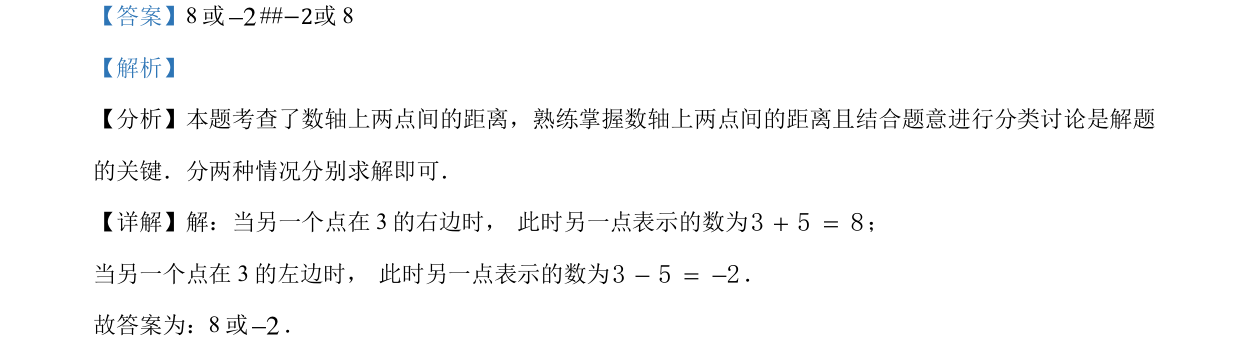 【答案】8 或 −2##−2或 8
【解析】
【分析】本题考查了数轴上两点间的距离，熟练掌握数轴上两点间的距离且结合题意进行分类讨论是解题
的关键．分两种情况分别求解即可．
【详解】解：当另一个点在 3 的右边时， 此时另一点表示的数为3 + 5 = 8；
当另一个点在 3 的左边时， 此时另一点表示的数为3 − 5 = −2．
故答案为：8 或 −2．